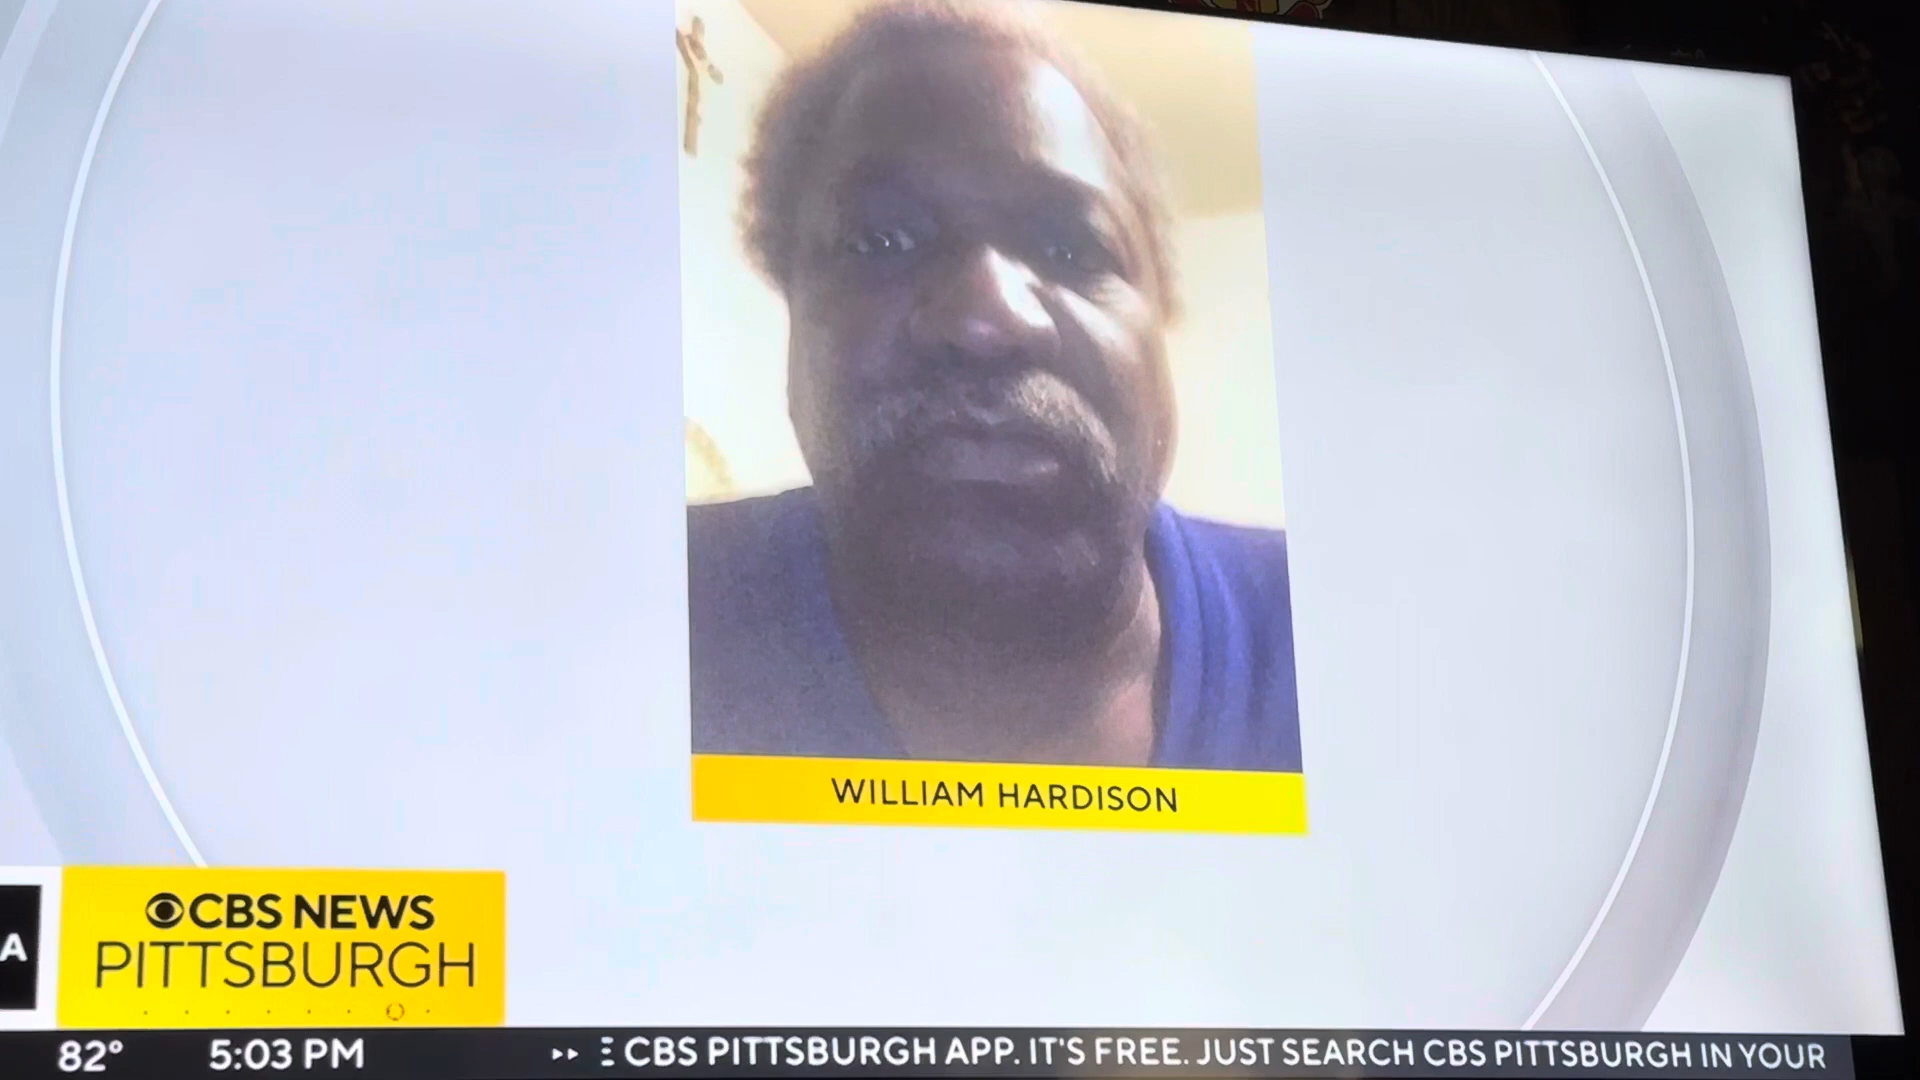 WILLIAM HARDISON
A
CBS NEWS
PITTSBURGH
82° 5:03 PM CBS PITTSBURGH APP. IT'S FREE. JUST SEARCH CBS PITTSBURGH IN YOUR